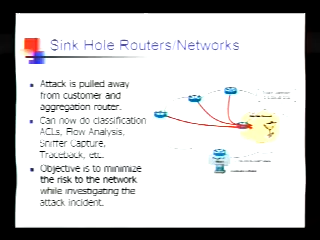 Sink Hole Routers/Networks
Attack is pulled away
from customer and
aggregation router.
Can now do classification
ACLs, Flow Analysis,
Sniffer Capture,
Traceback, etc.
Objective is to minimize
the risk to the network
while investigating the
attack incident.